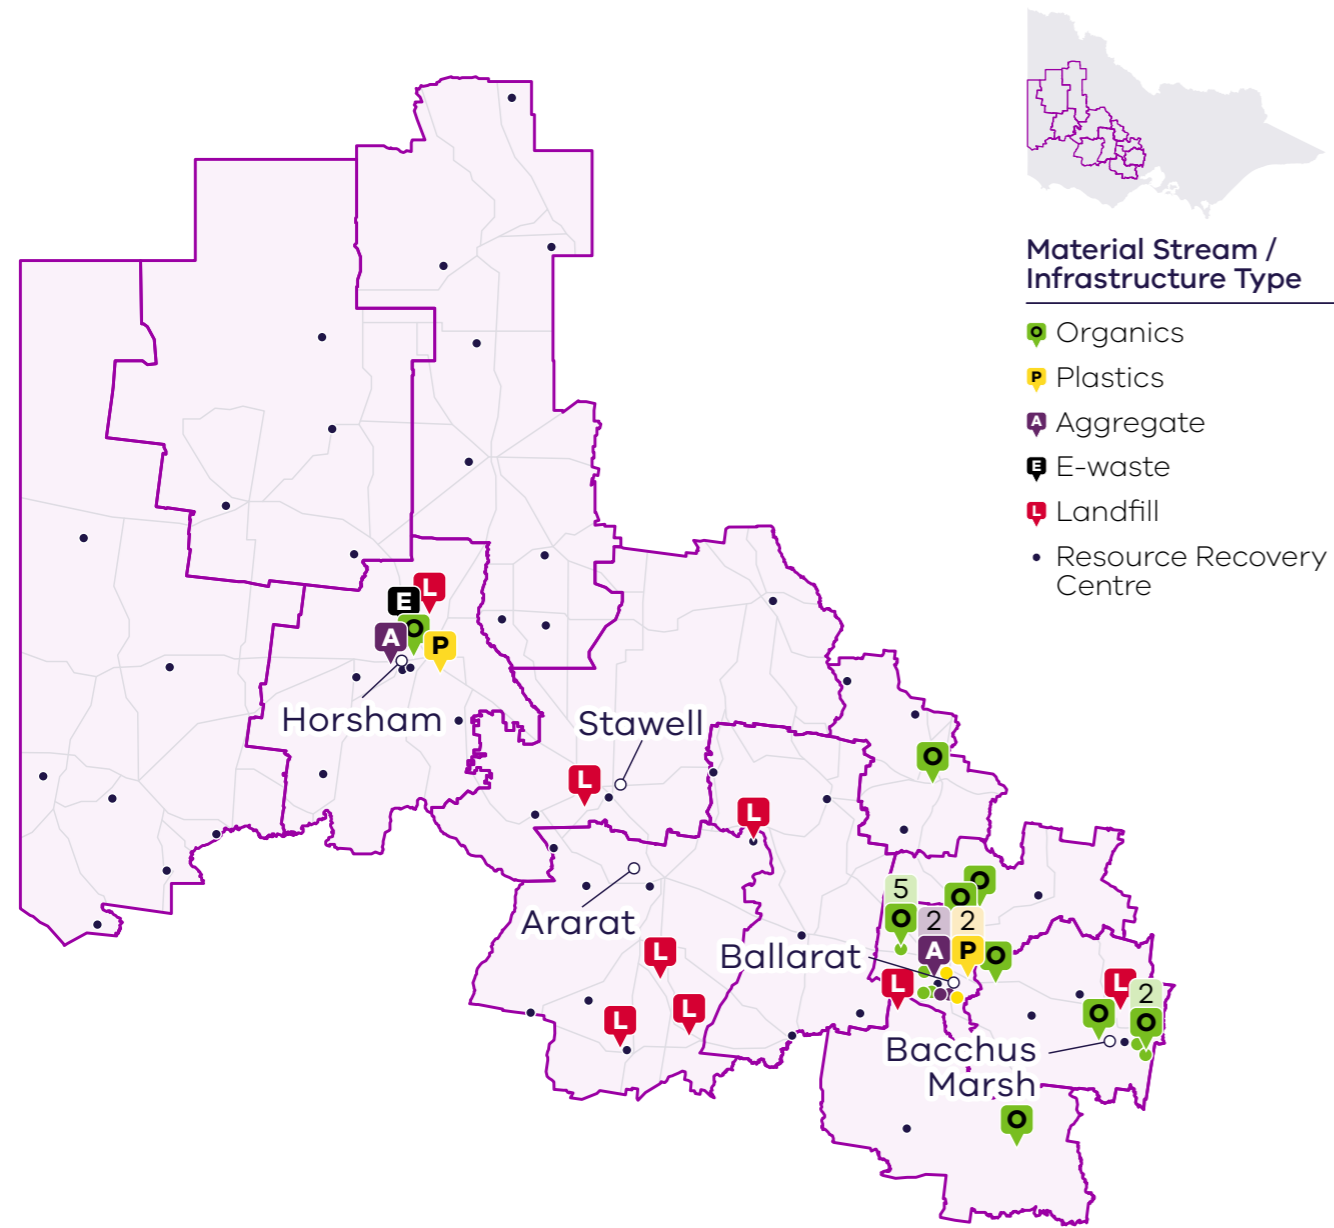 Material Stream /
Infrastructure Type
O Organics
P Plastics
A Aggregate
E E-waste
L Landfill
Resource Recovery
Centre
L
E
O
A
P
Horsham
Stawell
L
L
O
Ararat
O
O
5
O
2
2
A
P
O
Ballarat
L
L
L
L
L
2
O
O
Bacchus
Marsh
O